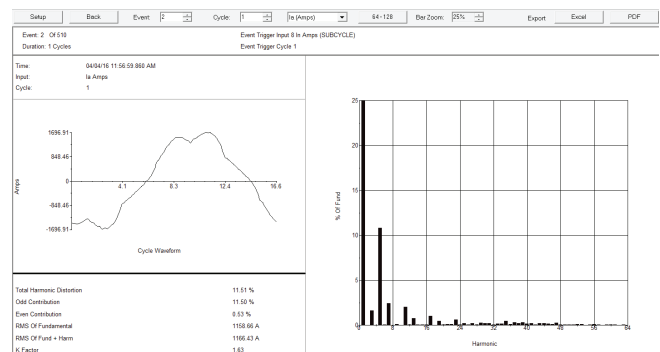 Setup Back Event: 2 Cycle: 1 Ia (Amps) 64-128 Bar Zoom: 25% Export Excel PDF
Event: 2 Of 510 Event Trigger Input 8 In Amps (SUBCYCLE)
Duration: 1 Cycles Event Trigger Cycle 1
Time: 04/04/16 11:56:59.860 AM
Input: Ia Amps
Cycle: 1
1696.91
848.46
0
-848.46
-1696.91
4.1 8.3 12.4 16.6
Amps
Cycle Waveform
Total Harmonic Distortion 11.51 %
Odd Contribution 11.50 %
Even Contribution 0.53 %
RMS Of Fundamental 1158.66 A
RMS Of Fund + Harm 1166.43 A
K Factor 1.63
25
20
15
10
5
0
% Of Fund
8 16 24 32 40 48 56 64
Harmonic